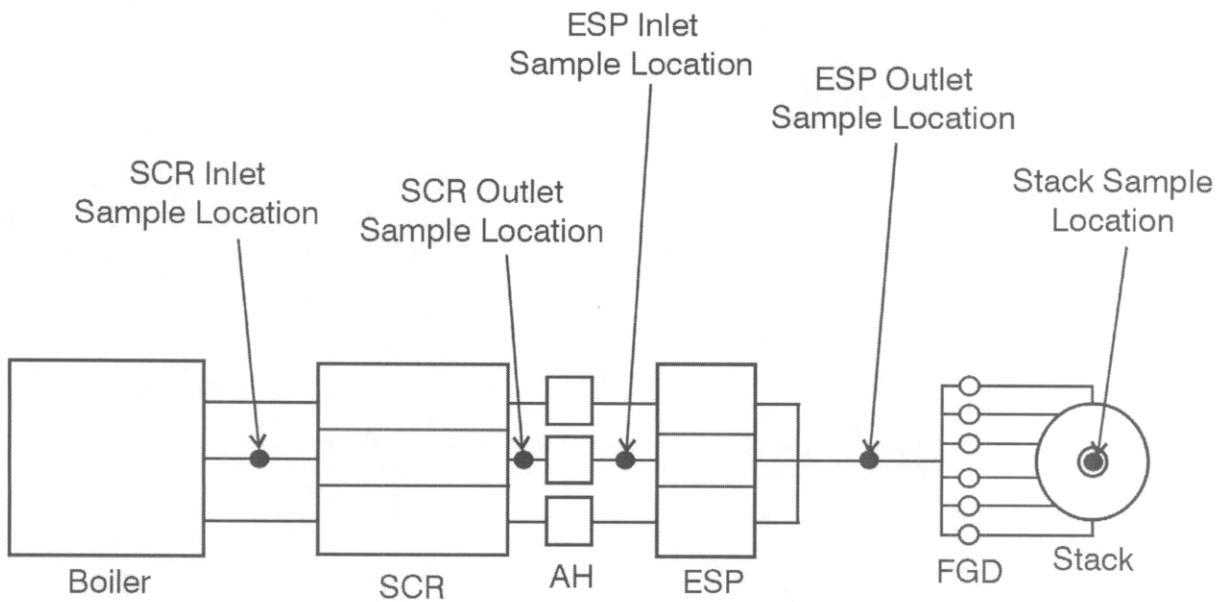 ESP Inlet
Sample Location
ESP Outlet
Sample Location
SCR Inlet
Sample Location
SCR Outlet
Sample Location
Stack Sample
Location
Boiler
SCR
AH
ESP
FGD
Stack